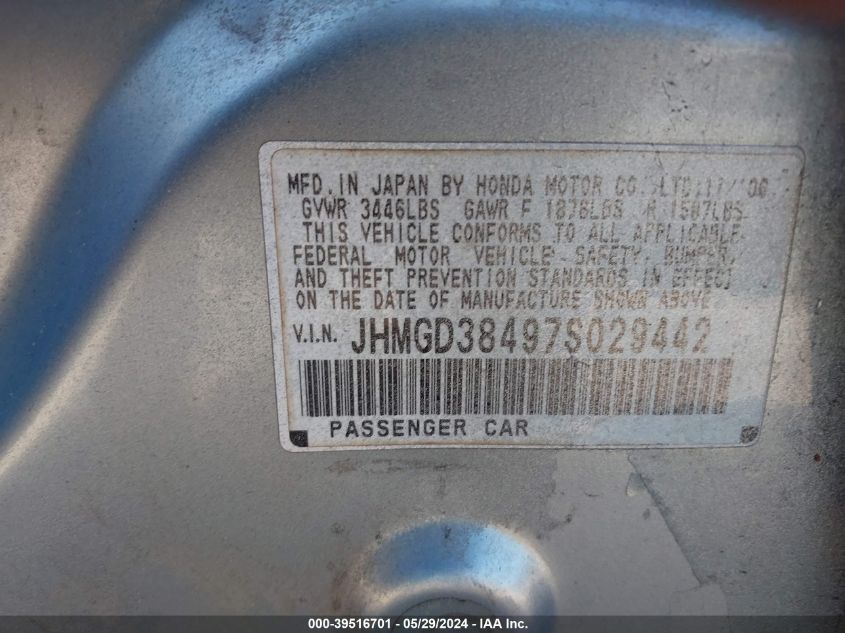 MFD. IN JAPAN BY HONDA MOTOR CO.,LTD. 11/06
GVWR 3446LBS GAWR F 1878LBS R 1587LBS
THIS VEHICLE CONFORMS TO ALL APPLICABLE
FEDERAL MOTOR VEHICLE SAFETY, BUMPER,
AND THEFT PREVENTION STANDARDS IN EFFECT
ON THE DATE OF MANUFACTURE SHOWN ABOVE.
V.I.N. JHMGD38497S029442
PASSENGER CAR
000-39516701 - 05/29/2024 - IAA Inc.